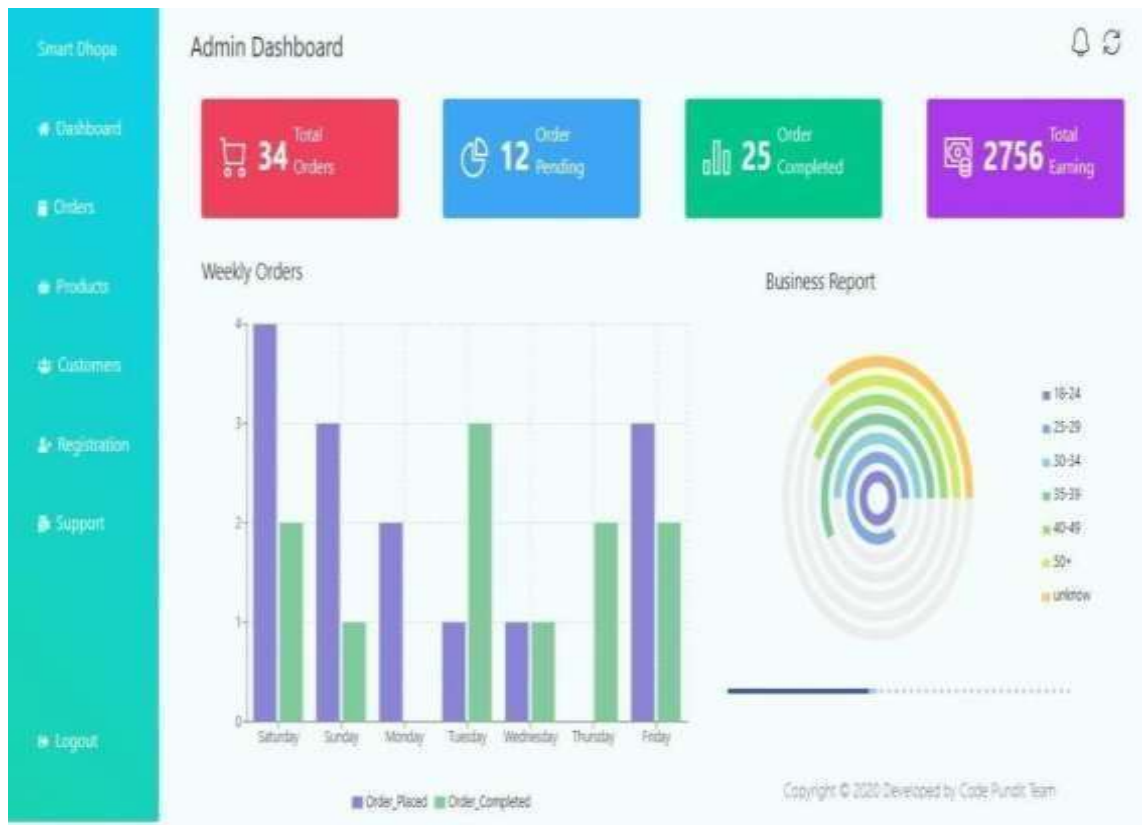 Smart Dhope
Dashboard
Orders
Products
Customers
Registration
Support
Logout
Admin Dashboard
34 Total Orders
12 Order Pending
25 Order Completed
2756 Total Earning
Weekly Orders
4
3
2
1
0
Saturday Sunday Monday Tuesday Wednesday Thursday Friday
Order_Placed Order_Completed
Business Report
18-24
25-29
30-34
35-39
40-49
50+
unknow
Copyright © 2020 Developed by Code Pundit Team